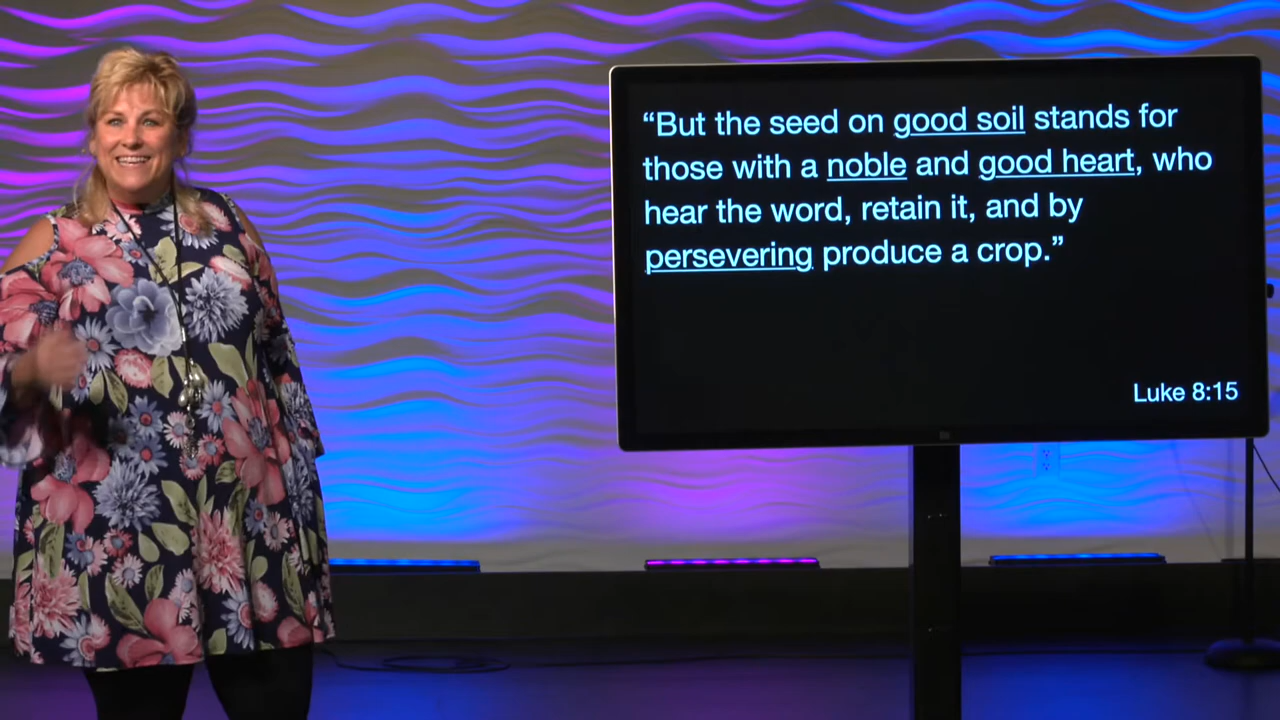 “But the seed on good soil stands for
those with a noble and good heart, who
hear the word, retain it, and by
persevering produce a crop.”
Luke 8:15